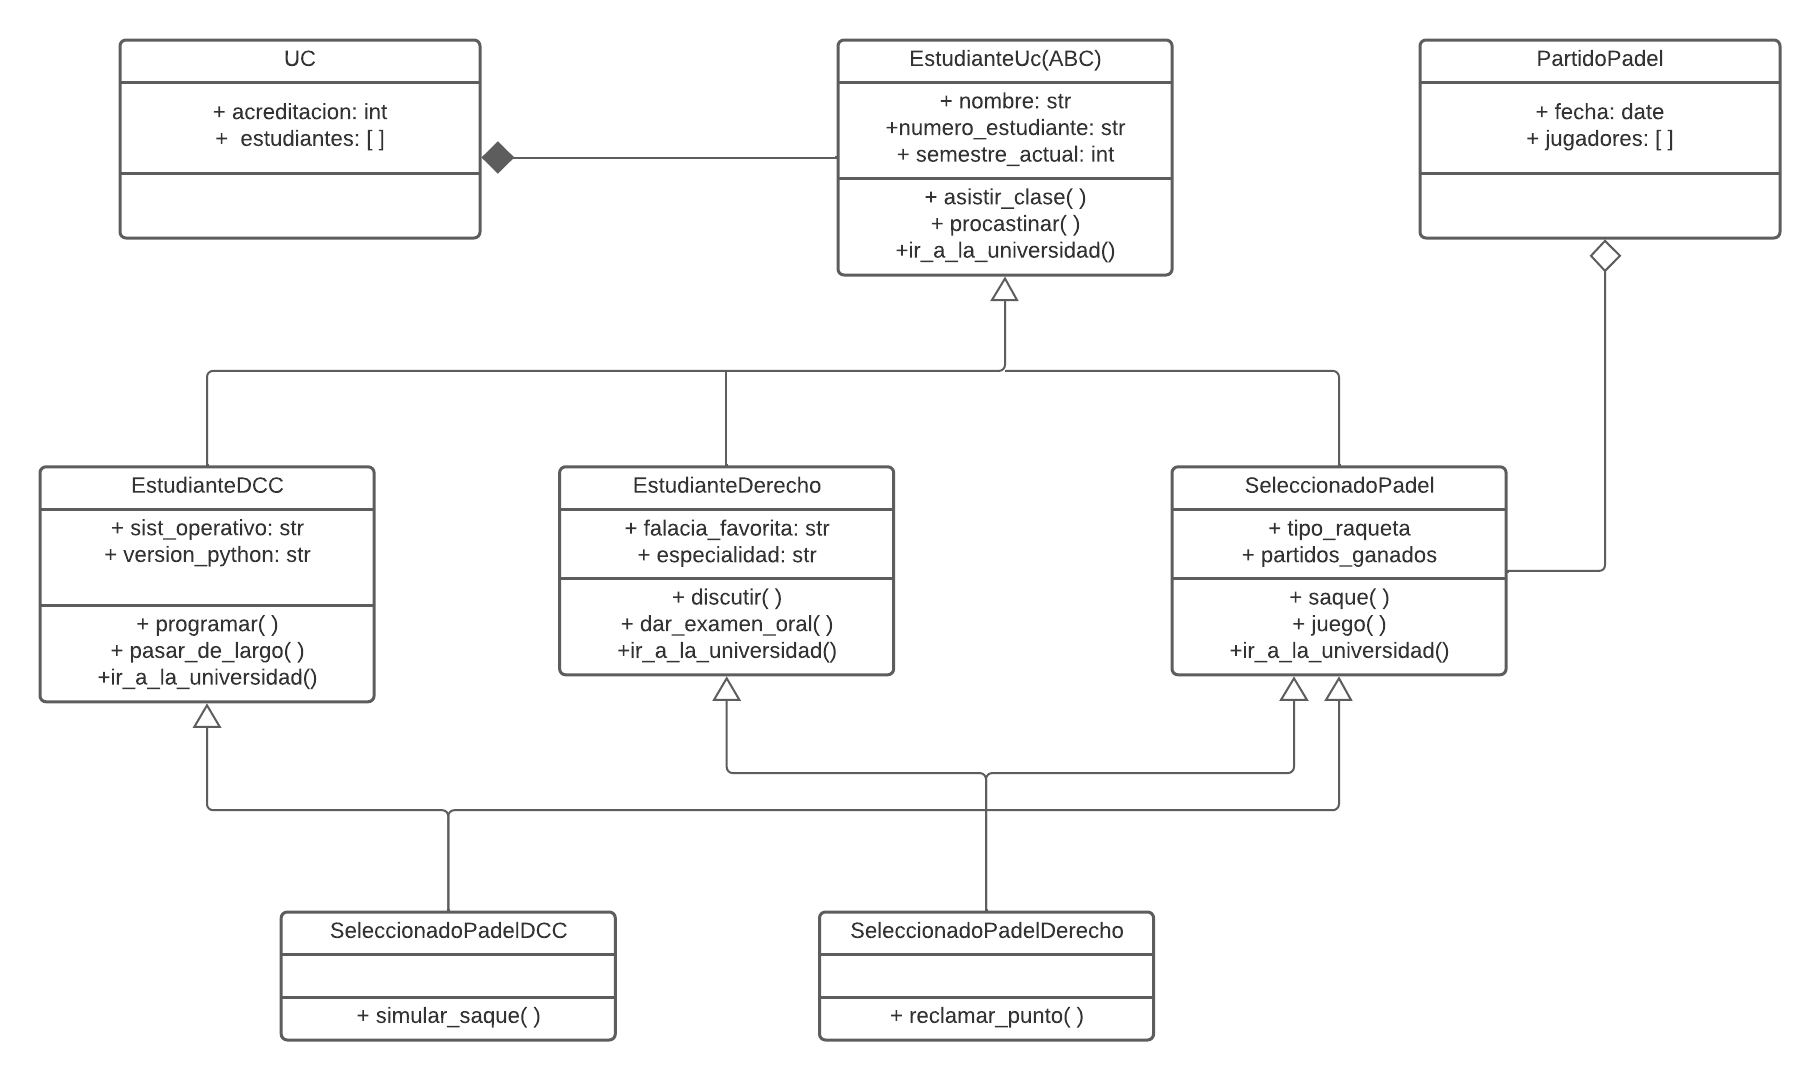 UC
+ acreditacion: int
+ estudiantes: [ ]
EstudianteUc(ABC)
+ nombre: str
+numero_estudiante: str
+ semestre_actual: int
+ asistir_clase( )
+ procastinar( )
+ir_a_la_universidad()
PartidoPadel
+ fecha: date
+ jugadores: [ ]
EstudianteDCC
+ sist_operativo: str
+ version_python: str
+ programar( )
+ pasar_de_largo( )
+ir_a_la_universidad()
EstudianteDerecho
+ falacia_favorita: str
+ especialidad: str
+ discutir( )
+ dar_examen_oral( )
+ir_a_la_universidad()
SeleccionadoPadel
+ tipo_raqueta
+ partidos_ganados
+ saque( )
+ juego( )
+ir_a_la_universidad()
SeleccionadoPadelDCC
+ simular_saque( )
SeleccionadoPadelDerecho
+ reclamar_punto( )